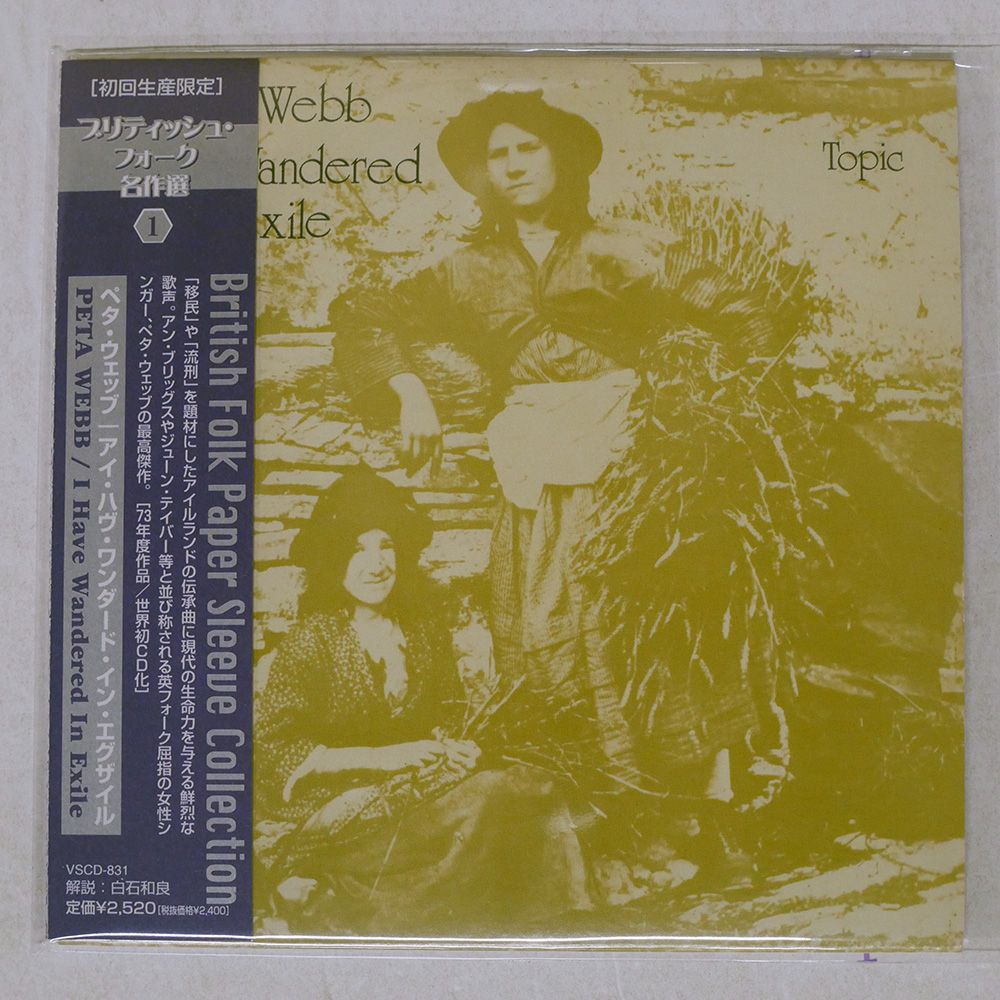 [初回生産限定]
ブリティッシュ・
フォーク
名作選
1
British Folk Paper Sleeve Collection
「移民」や「流刑」を題材にしたアイルランドの伝承曲に現代の生命力を与える鮮烈な
歌声。アン・ブリッグスやジューン・テイバー等と並び称される英フォーク屈指の女性シ
ンガー、ペタ・ウェッブの最高傑作。［73年度作品／世界初CD化］
ペタ・ウェッブ｜アイ・ハヴ・ワンダード・イン・エグザイル
PETA WEBB / I Have Wandered In Exile
VSCD-831
解説：白石和良
定価¥2,520[税抜価格¥2,400]
Webb
andered
xile
Topic